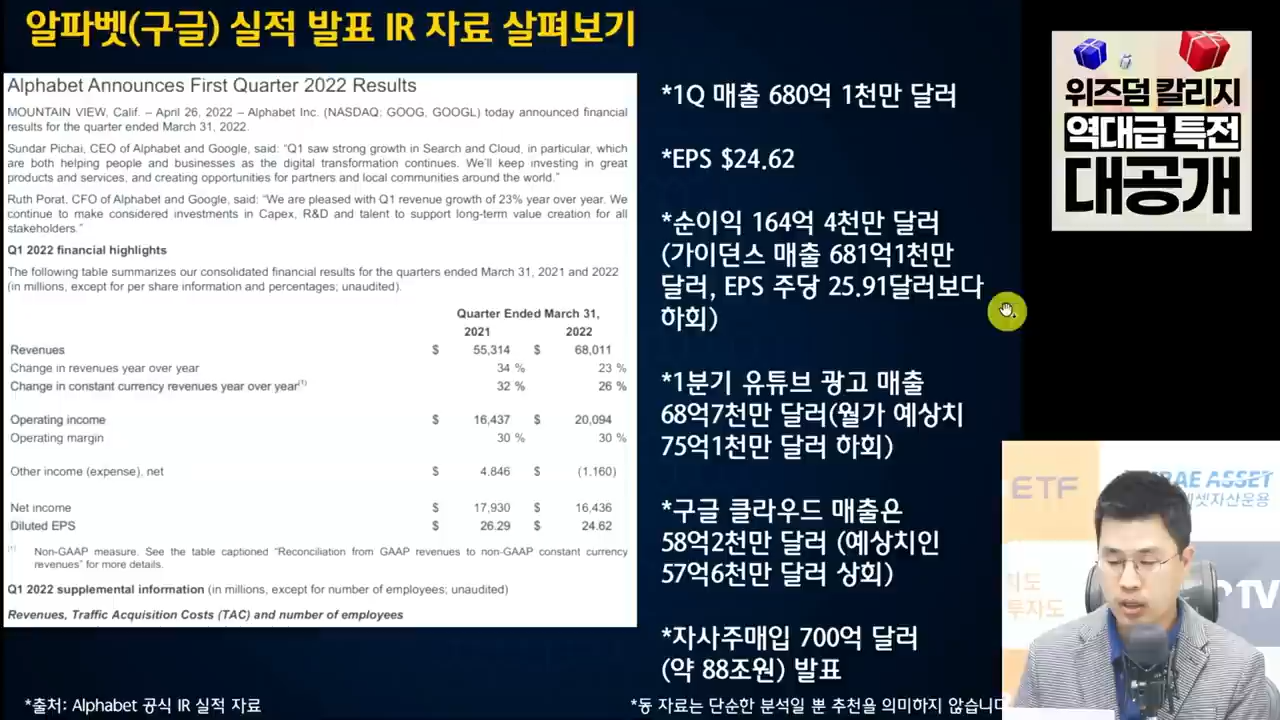 알파벳(구글) 실적 발표 IR 자료 살펴보기
Alphabet Announces First Quarter 2022 Results
MOUNTAIN VIEW, Calif. – April 26, 2022 – Alphabet Inc. (NASDAQ: GOOG, GOOGL) today announced financial
results for the quarter ended March 31, 2022.
Sundar Pichai, CEO of Alphabet and Google, said: “Q1 saw strong growth in Search and Cloud, in particular, which
are both helping people and businesses as the digital transformation continues. We’ll keep investing in great
products and services, and creating opportunities for partners and local communities around the world.”
Ruth Porat, CFO of Alphabet and Google, said: “We are pleased with Q1 revenue growth of 23% year over year. We
continue to make considered investments in Capex, R&D and talent to support long-term value creation for all
stakeholders.”
Q1 2022 financial highlights
The following table summarizes our consolidated financial results for the quarters ended March 31, 2021 and 2022
(in millions, except for per share information and percentages; unaudited).
Quarter Ended March 31,
2021 2022
Revenues $ 55,314 $ 68,011
Change in revenues year over year 34 % 23 %
Change in constant currency revenues year over year(1) 32 % 26 %
Operating income $ 16,437 $ 20,094
Operating margin 30 % 30 %
Other income (expense), net $ 4,846 $ (1,160)
Net income $ 17,930 $ 16,436
Diluted EPS $ 26.29 $ 24.62
(1) Non-GAAP measure. See the table captioned “Reconciliation from GAAP revenues to non-GAAP constant currency
revenues” for more details.
Q1 2022 supplemental information (in millions, except for number of employees; unaudited)
Revenues, Traffic Acquisition Costs (TAC) and number of employees
*출처: Alphabet 공식 IR 실적 자료
*1Q 매출 680억 1천만 달러
*EPS $24.62
*순이익 164억 4천만 달러
(가이던스 매출 681억1천만
달러, EPS 주당 25.91달러보다
하회)
*1분기 유튜브 광고 매출
68억7천만 달러(월가 예상치
75억1천만 달러 하회)
*구글 클라우드 매출은
58억2천만 달러 (예상치인
57억6천만 달러 상회)
*자사주매입 700억 달러
(약 88조원) 발표
*동 자료는 단순한 분석일 뿐 추천을 의미하지 않습니다
위즈덤 칼리지
역대급 특전
대공개
ETF
RAE ASSET
에셋자산운용
치도
투자도
TV